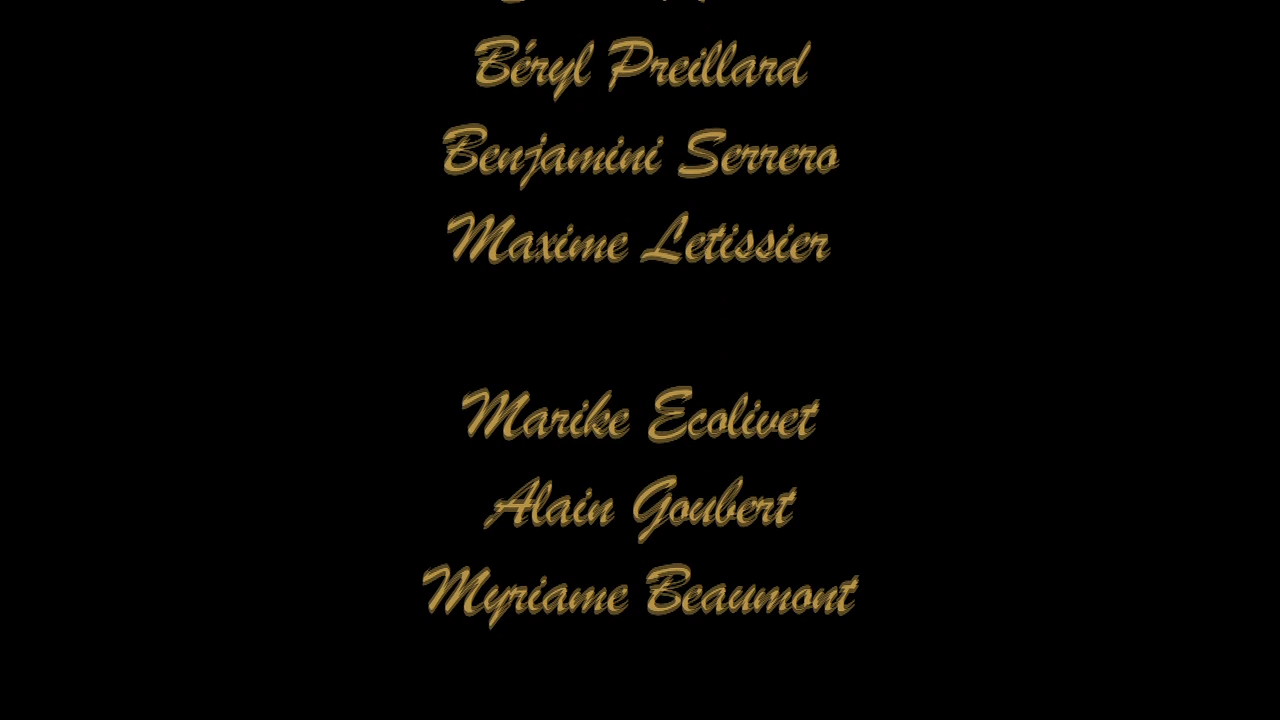 Béryl Preillard
Benjamini Serrero
Maxime Letissier
Marike Ecolivet
Alain Goubert
Myriame Beaumont